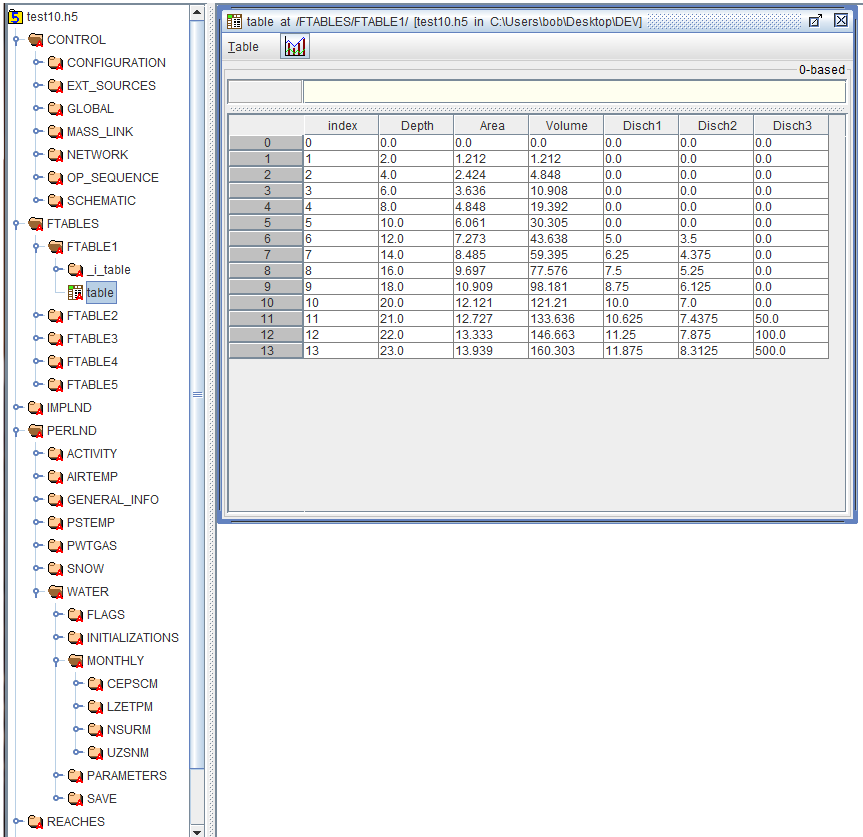 test10.h5
CONTROL
CONFIGURATION
EXT_SOURCES
GLOBAL
MASS_LINK
NETWORK
OP_SEQUENCE
SCHEMATIC
FTABLES
FTABLE1
_i_table
table
FTABLE2
FTABLE3
FTABLE4
FTABLE5
IMPLND
PERLND
ACTIVITY
AIRTEMP
GENERAL_INFO
PSTEMP
PWTGAS
SNOW
WATER
FLAGS
INITIALIZATIONS
MONTHLY
CEPSCM
LZETPM
NSURM
UZSNM
PARAMETERS
SAVE
REACHES
table at /FTABLES/FTABLE1/ [test10.h5 in C:\Users\bob\Desktop\DEV]
Table
0-based
index Depth Area Volume Disch1 Disch2 Disch3
0 0 0.0 0.0 0.0 0.0 0.0 0.0
1 1 2.0 1.212 1.212 0.0 0.0 0.0
2 2 4.0 2.424 4.848 0.0 0.0 0.0
3 3 6.0 3.636 10.908 0.0 0.0 0.0
4 4 8.0 4.848 19.392 0.0 0.0 0.0
5 5 10.0 6.061 30.305 0.0 0.0 0.0
6 6 12.0 7.273 43.638 5.0 3.5 0.0
7 7 14.0 8.485 59.395 6.25 4.375 0.0
8 8 16.0 9.697 77.576 7.5 5.25 0.0
9 9 18.0 10.909 98.181 8.75 6.125 0.0
10 10 20.0 12.121 121.21 10.0 7.0 0.0
11 11 21.0 12.727 133.636 10.625 7.4375 50.0
12 12 22.0 13.333 146.663 11.25 7.875 100.0
13 13 23.0 13.939 160.303 11.875 8.3125 500.0